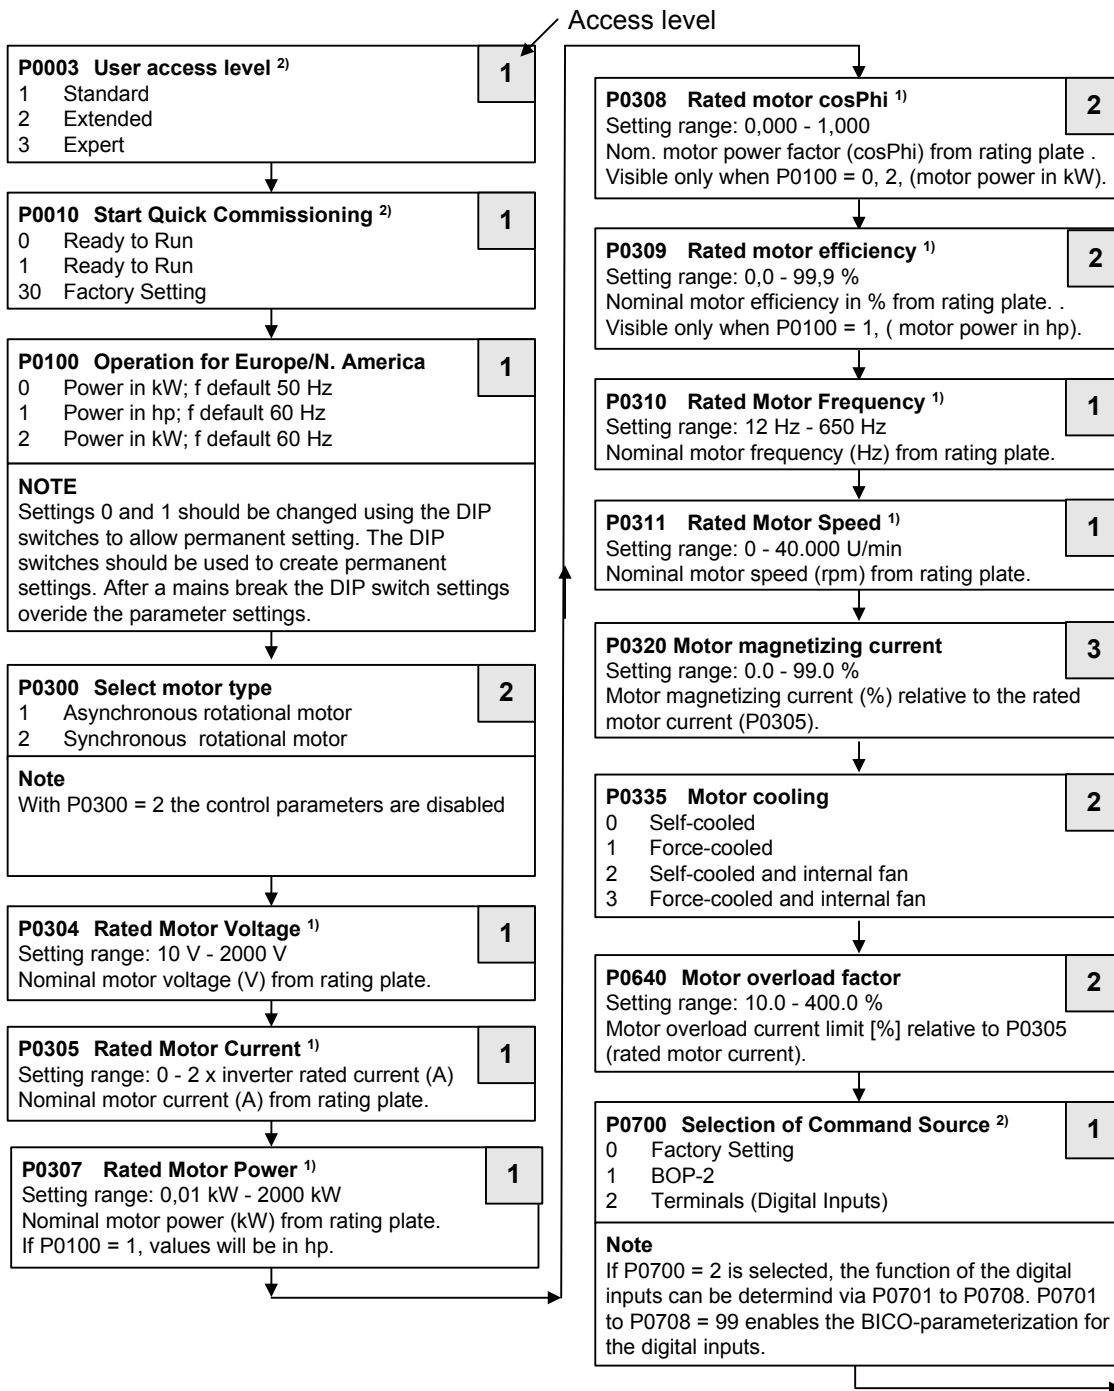 Access level
P0003 User access level 2)
1
1 Standard
2 Extended
3 Expert
P0010 Start Quick Commissioning 2)
1
0 Ready to Run
1 Ready to Run
30 Factory Setting
P0100 Operation for Europe/N. America
1
0 Power in kW; f default 50 Hz
1 Power in hp; f default 60 Hz
2 Power in kW; f default 60 Hz
NOTE
Settings 0 and 1 should be changed using the DIP
switches to allow permanent setting. The DIP
switches should be used to create permanent
settings. After a mains break the DIP switch settings
overide the parameter settings.
P0300 Select motor type
2
1 Asynchronous rotational motor
2 Synchronous rotational motor
Note
With P0300 = 2 the control parameters are disabled
P0304 Rated Motor Voltage 1)
1
Setting range: 10 V - 2000 V
Nominal motor voltage (V) from rating plate.
P0305 Rated Motor Current 1)
1
Setting range: 0 - 2 x inverter rated current (A)
Nominal motor current (A) from rating plate.
P0307 Rated Motor Power 1)
1
Setting range: 0,01 kW - 2000 kW
Nominal motor power (kW) from rating plate.
If P0100 = 1, values will be in hp.
P0308 Rated motor cosPhi 1)
2
Setting range: 0,000 - 1,000
Nom. motor power factor (cosPhi) from rating plate .
Visible only when P0100 = 0, 2, (motor power in kW).
P0309 Rated motor efficiency 1)
2
Setting range: 0,0 - 99,9 %
Nominal motor efficiency in % from rating plate. .
Visible only when P0100 = 1, ( motor power in hp).
P0310 Rated Motor Frequency 1)
1
Setting range: 12 Hz - 650 Hz
Nominal motor frequency (Hz) from rating plate.
P0311 Rated Motor Speed 1)
1
Setting range: 0 - 40.000 U/min
Nominal motor speed (rpm) from rating plate.
P0320 Motor magnetizing current
3
Setting range: 0.0 - 99.0 %
Motor magnetizing current (%) relative to the rated
motor current (P0305).
P0335 Motor cooling
2
0 Self-cooled
1 Force-cooled
2 Self-cooled and internal fan
3 Force-cooled and internal fan
P0640 Motor overload factor
2
Setting range: 10.0 - 400.0 %
Motor overload current limit [%] relative to P0305
(rated motor current).
P0700 Selection of Command Source 2)
1
0 Factory Setting
1 BOP-2
2 Terminals (Digital Inputs)
Note
If P0700 = 2 is selected, the function of the digital
inputs can be determind via P0701 to P0708. P0701
to P0708 = 99 enables the BICO-parameterization for
the digital inputs.